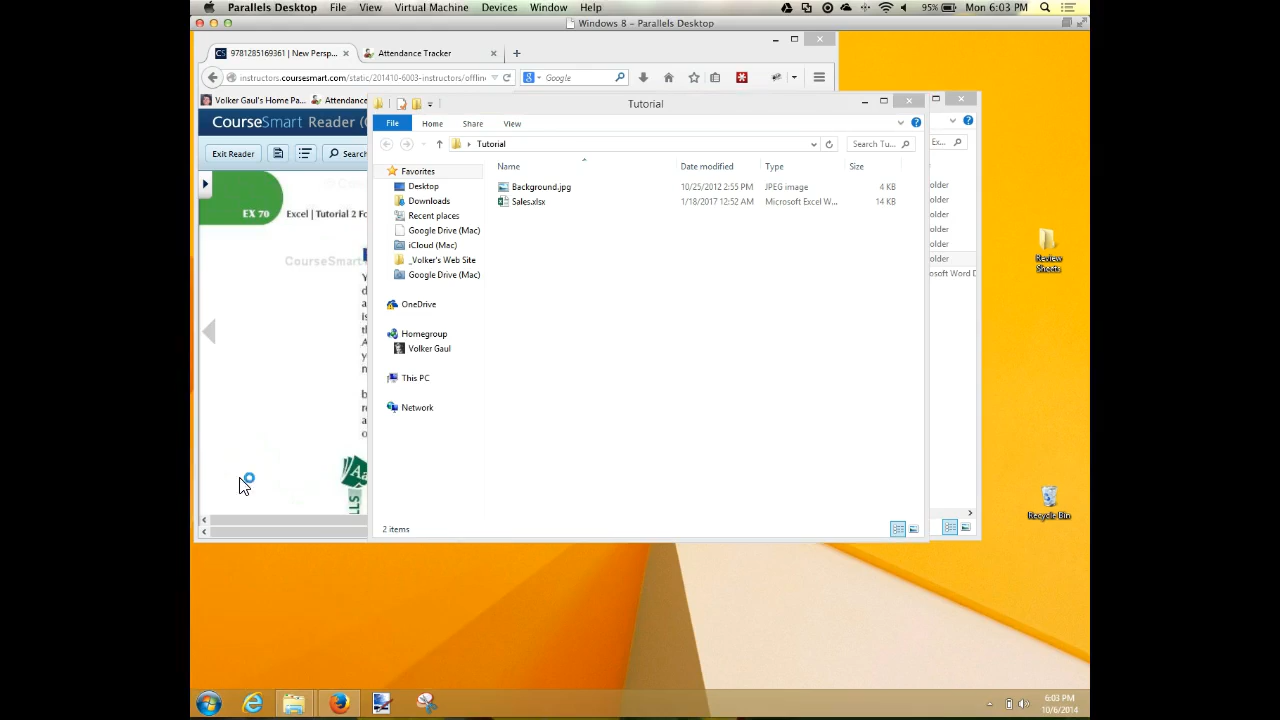 Parallels Desktop File Edit View Virtual Machine Devices Window Help 95% Mon 6:03 PM
Windows 8 – Parallels Desktop
9781285169361 | New Persp... Attendance Tracker
instructors.coursesmart.com/static/201410-6003-instructors/offline Google
Volker Gaul's Home Pa... Attendance
Tutorial
CourseSmart Reader (
File Home Share View
Exit Reader Search
Tutorial Search Tu... Ex...
Name Date modified Type Size
Favorites
Desktop Background.jpg 10/25/2012 2:55 PM JPEG image 4 KB
Downloads Sales.xlsx 1/18/2017 12:52 AM Microsoft Excel W... 14 KB
EX 70 Excel | Tutorial 2 Fo
Recent places
Google Drive (Mac)
iCloud (Mac)
_Volker's Web Site
CourseSmart
Google Drive (Mac)
older
older
older
older
older
older
osoft Word D
OneDrive
Homegroup
Volker Gaul
This PC
Network
2 items
Review
Sheets
Recycle Bin
6:03 PM
10/6/2014